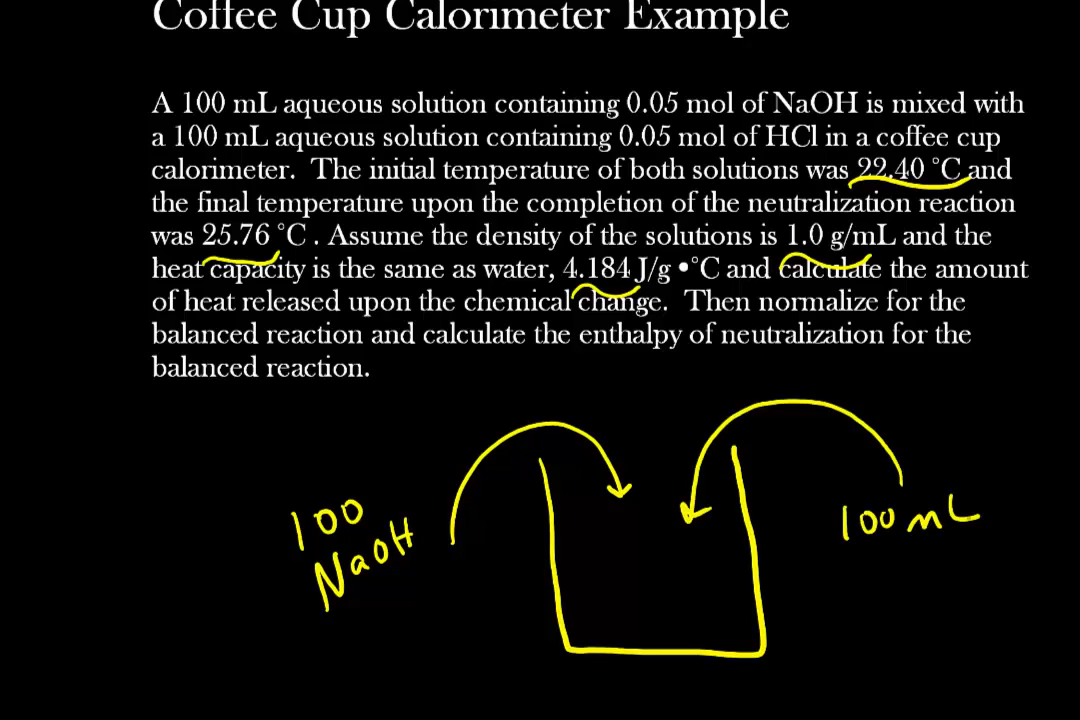 Coffee Cup Calorimeter Example
A 100 mL aqueous solution containing 0.05 mol of NaOH is mixed with
a 100 mL aqueous solution containing 0.05 mol of HCl in a coffee cup
calorimeter. The initial temperature of both solutions was 22.40 °C and
the final temperature upon the completion of the neutralization reaction
was 25.76 °C . Assume the density of the solutions is 1.0 g/mL and the
heat capacity is the same as water, 4.184 J/g •°C and calculate the amount
of heat released upon the chemical change. Then normalize for the
balanced reaction and calculate the enthalpy of neutralization for the
balanced reaction.
100
NaOH
100 mL